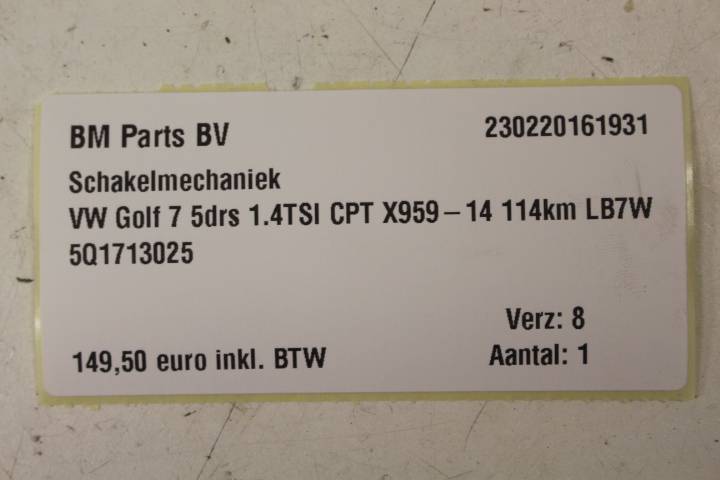 BM Parts BV 230220161931
Schakelmechaniek
VW Golf 7 5drs 1.4TSI CPT X959-14 114km LB7W
5Q1713025
Verz: 8
149,50 euro inkl. BTW Aantal: 1